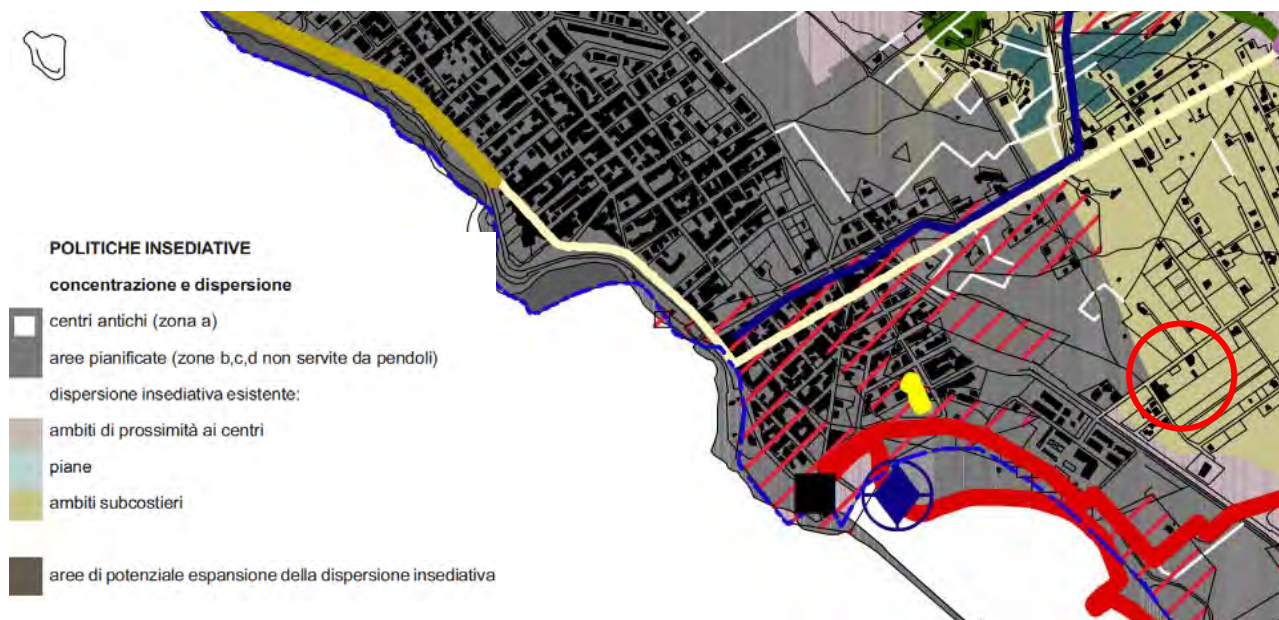 POLITICHE INSEDIATIVE
concentrazione e dispersione
centri antichi (zona a)
aree pianificate (zone b,c,d non servite da pendoli)
dispersione insediativa esistente:
ambiti di prossimità ai centri
piane
ambiti subcostieri
aree di potenziale espansione della dispersione insediativa